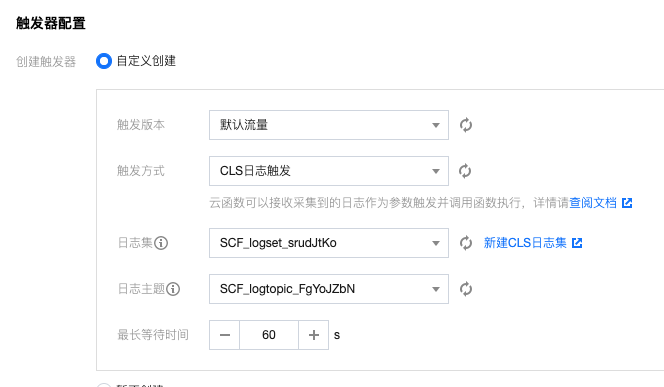 触发器配置
创建触发器 自定义创建
触发版本 默认流量
触发方式 CLS日志触发
云函数可以接收采集到的日志作为参数触发并调用函数执行，详情请查阅文档
日志集 SCF_logset_srudJtKo 新建CLS日志集
日志主题 SCF_logtopic_FgYoJZbN
最长等待时间 60 s